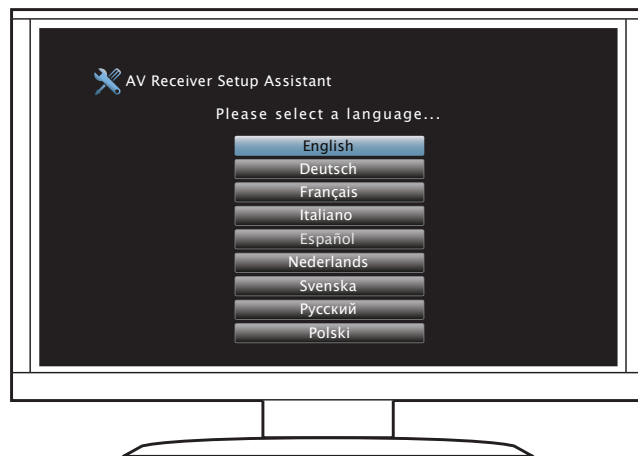 AV Receiver Setup Assistant
Please select a language...
English
Deutsch
Français
Italiano
Español
Nederlands
Svenska
Русский
Polski